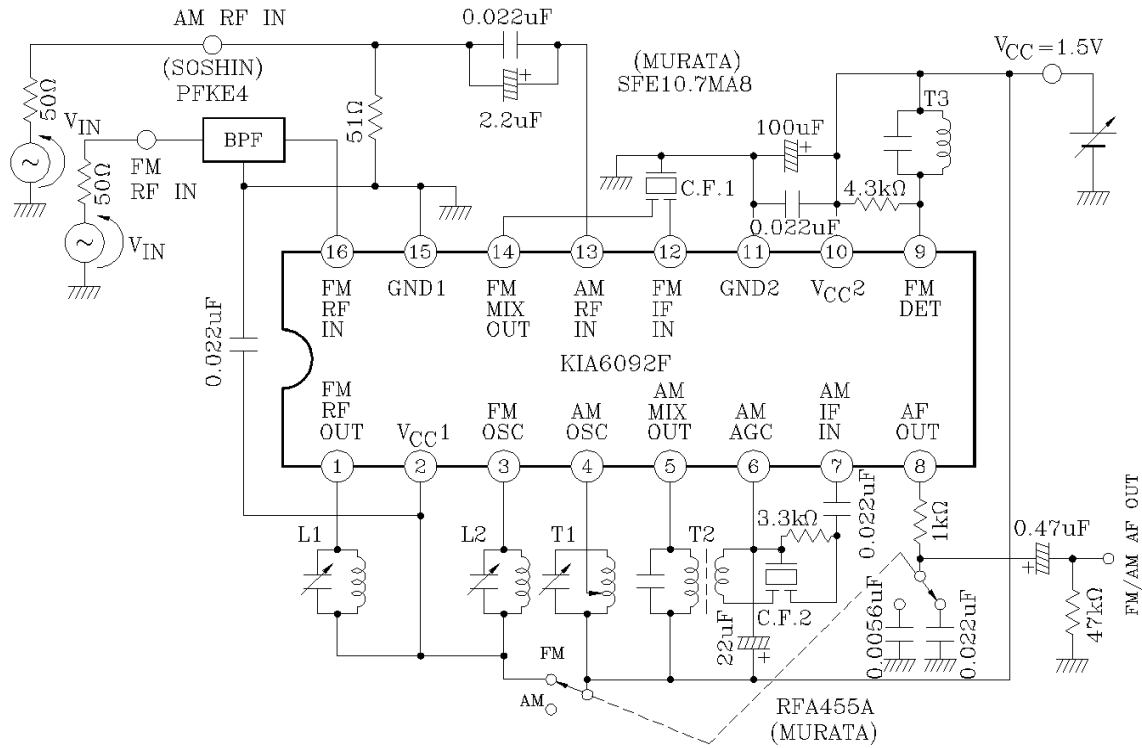 AM RF IN
(SOSHIN)
PFKE4
50Ω
VIN
50Ω
VIN
FM
RF IN
BPF
51Ω
0.022uF
+
2.2uF
(MURATA)
SFE10.7MA8
C.F.1
100uF
+
0.022uF
4.3kΩ
T3
VCC=1.5V
0.022uF
16
15
14
13
12
11
10
9
FM
RF
IN
GND1
FM
MIX
OUT
AM
RF
IN
FM
IF
IN
GND2
VCC2
FM
DET
KIA6092F
FM
RF
OUT
VCC1
FM
OSC
AM
OSC
AM
MIX
OUT
AM
AGC
AM
IF
IN
AF
OUT
1
2
3
4
5
6
7
8
L1
L2
T1
T2
3.3kΩ
0.022uF
1kΩ
C.F.2
22uF
+
0.47uF
+
47kΩ
FM/AM AF OUT
0.0056uF
0.022uF
FM
AM
RFA455A
(MURATA)